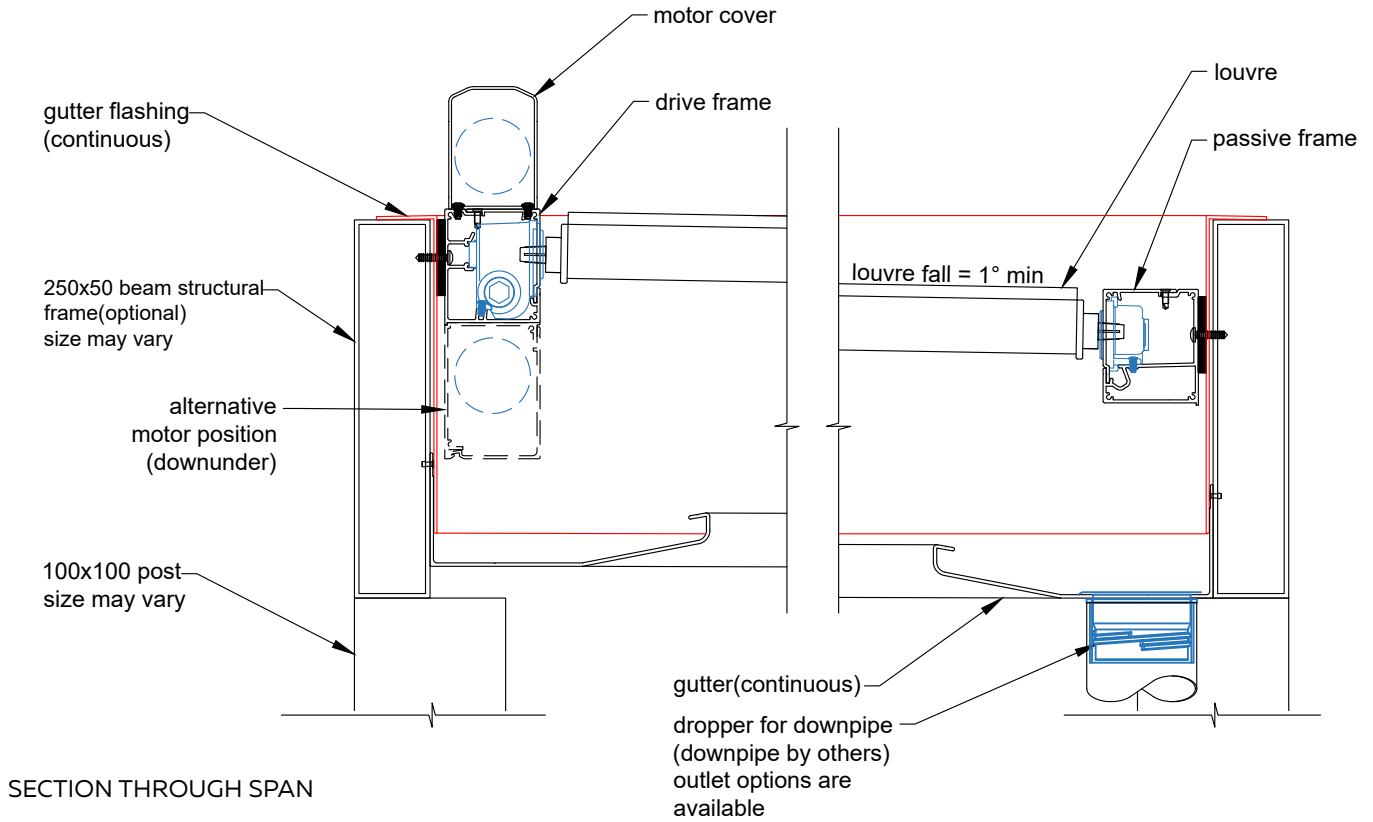 motor cover
gutter flashing
(continuous)
drive frame
louvre
passive frame
louvre fall = 1° min
250x50 beam structural
frame(optional)
size may vary
alternative
motor position
(downunder)
100x100 post
size may vary
gutter(continuous)
dropper for downpipe
(downpipe by others)
outlet options are
available
SECTION THROUGH SPAN